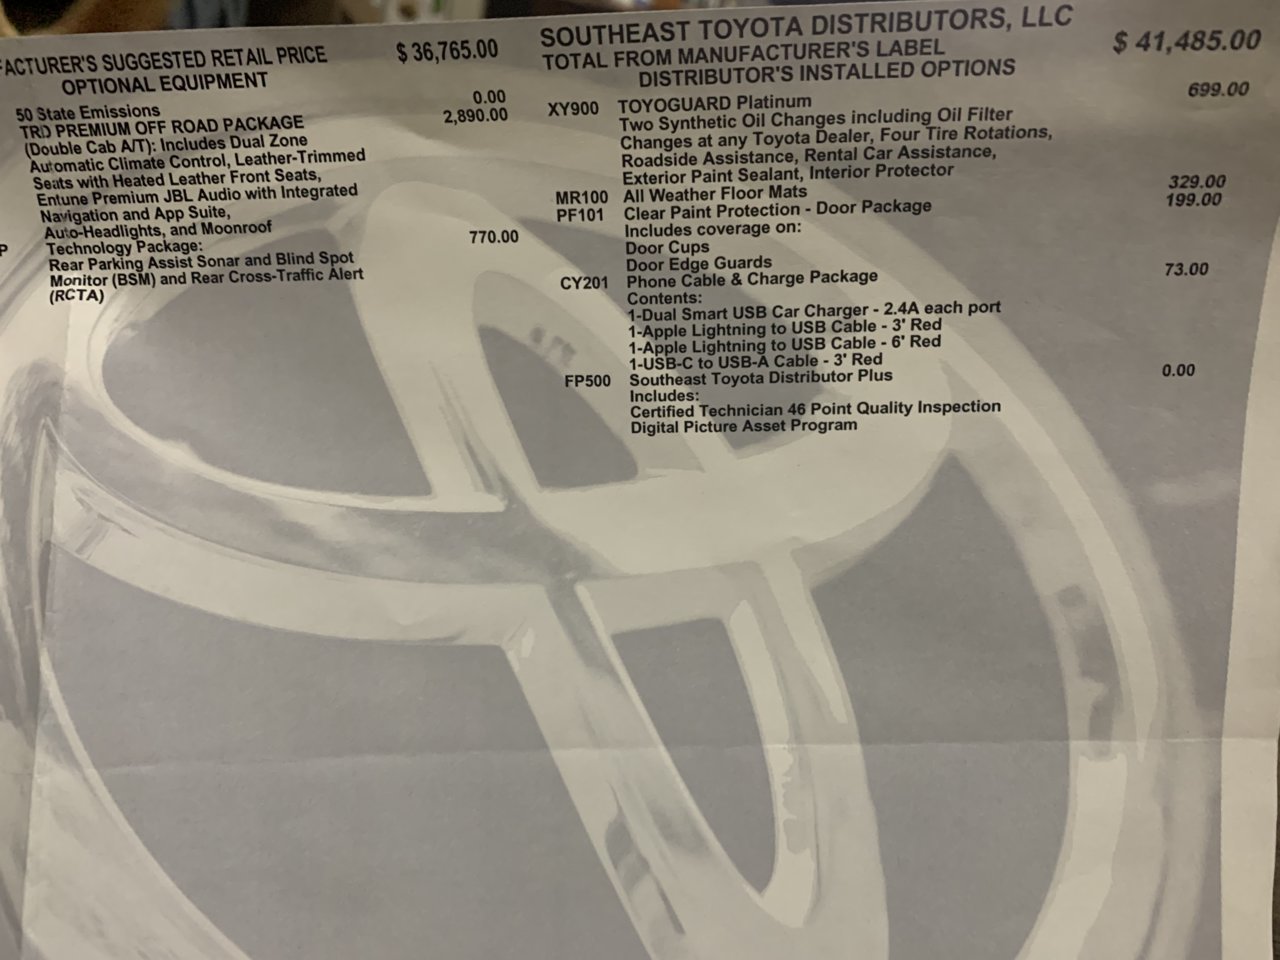 ACTURER'S SUGGESTED RETAIL PRICE $ 36,765.00
OPTIONAL EQUIPMENT
50 State Emissions 0.00
TRD PREMIUM OFF ROAD PACKAGE 2,890.00
(Double Cab A/T): Includes Dual Zone
Automatic Climate Control, Leather-Trimmed
Seats with Heated Leather Front Seats,
Entune Premium JBL Audio with Integrated
Navigation and App Suite,
Auto-Headlights, and Moonroof
P Technology Package: 770.00
Rear Parking Assist Sonar and Blind Spot
Monitor (BSM) and Rear Cross-Traffic Alert
(RCTA)
SOUTHEAST TOYOTA DISTRIBUTORS, LLC
TOTAL FROM MANUFACTURER'S LABEL $ 41,485.00
DISTRIBUTOR'S INSTALLED OPTIONS
XY900 TOYOGUARD Platinum 699.00
Two Synthetic Oil Changes including Oil Filter
Changes at any Toyota Dealer, Four Tire Rotations,
Roadside Assistance, Rental Car Assistance,
Exterior Paint Sealant, Interior Protector
MR100 All Weather Floor Mats 329.00
PF101 Clear Paint Protection - Door Package 199.00
Includes coverage on:
Door Cups
Door Edge Guards
CY201 Phone Cable & Charge Package 73.00
Contents:
1-Dual Smart USB Car Charger - 2.4A each port
1-Apple Lightning to USB Cable - 3' Red
1-Apple Lightning to USB Cable - 6' Red
1-USB-C to USB-A Cable - 3' Red
FP500 Southeast Toyota Distributor Plus 0.00
Includes:
Certified Technician 46 Point Quality Inspection
Digital Picture Asset Program